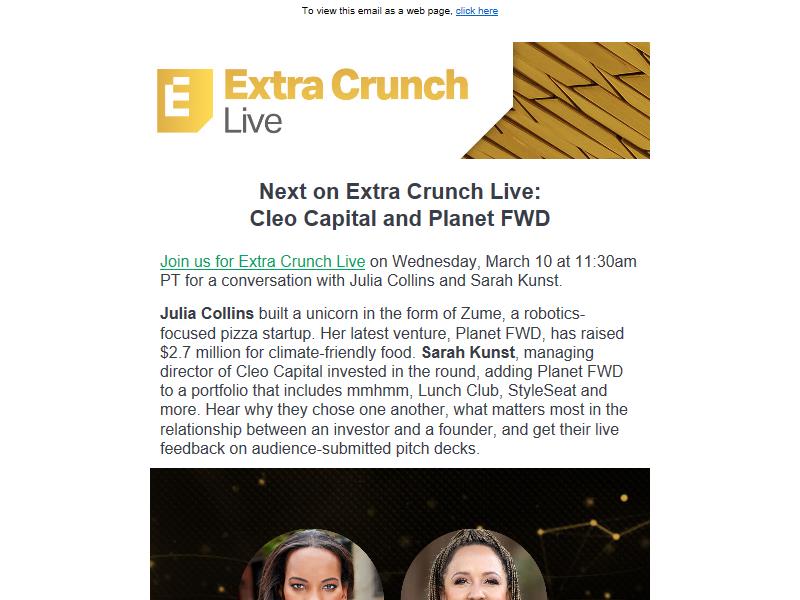 To view this email as a web page, click here
Extra Crunch
Live
Next on Extra Crunch Live:
Cleo Capital and Planet FWD
Join us for Extra Crunch Live on Wednesday, March 10 at 11:30am
PT for a conversation with Julia Collins and Sarah Kunst.
Julia Collins built a unicorn in the form of Zume, a robotics-
focused pizza startup. Her latest venture, Planet FWD, has raised
$2.7 million for climate-friendly food. Sarah Kunst, managing
director of Cleo Capital invested in the round, adding Planet FWD
to a portfolio that includes mmhmm, Lunch Club, StyleSeat and
more. Hear why they chose one another, what matters most in the
relationship between an investor and a founder, and get their live
feedback on audience-submitted pitch decks.